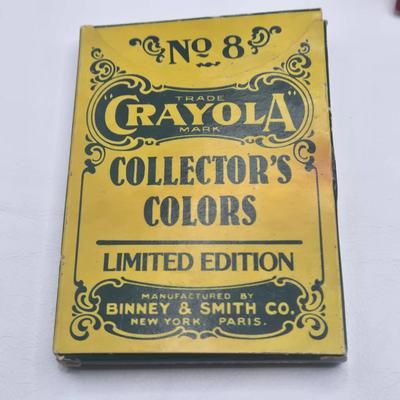 No 8
TRADE
"CRAYOLA"
MARK
COLLECTOR'S
COLORS
LIMITED EDITION
MANUFACTURED BY
BINNEY & SMITH CO.
NEW YORK, PARIS.